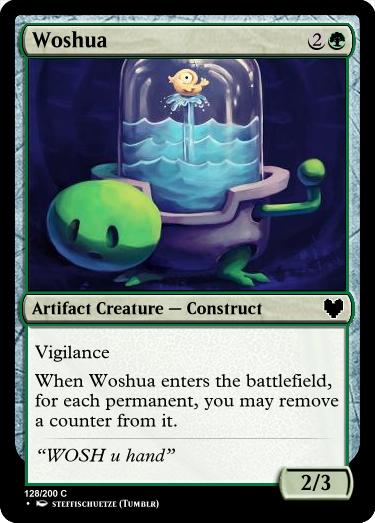 Woshua 2
Artifact Creature — Construct
Vigilance
When Woshua enters the battlefield,
for each permanent, you may remove
a counter from it.
“WOSH u hand”
2/3
128/200 C
• STEFFISCHUETZE (TUMBLR)